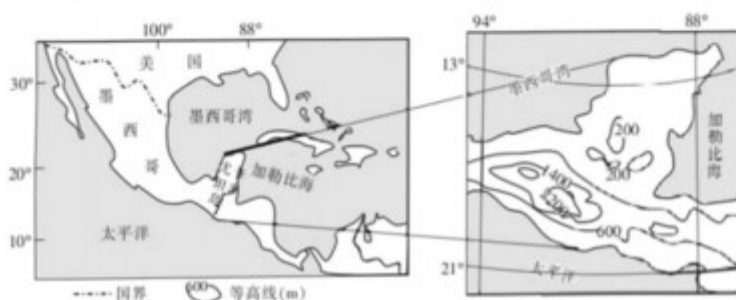 100° 88°
美 国
30°
墨西哥
墨西哥湾
20°
加勒比海
太平洋
10°
国界
600 等高线(m)
94° 88°
13°
墨西哥湾
200
加勒比海
200
1400
1200
600
21°
太平洋